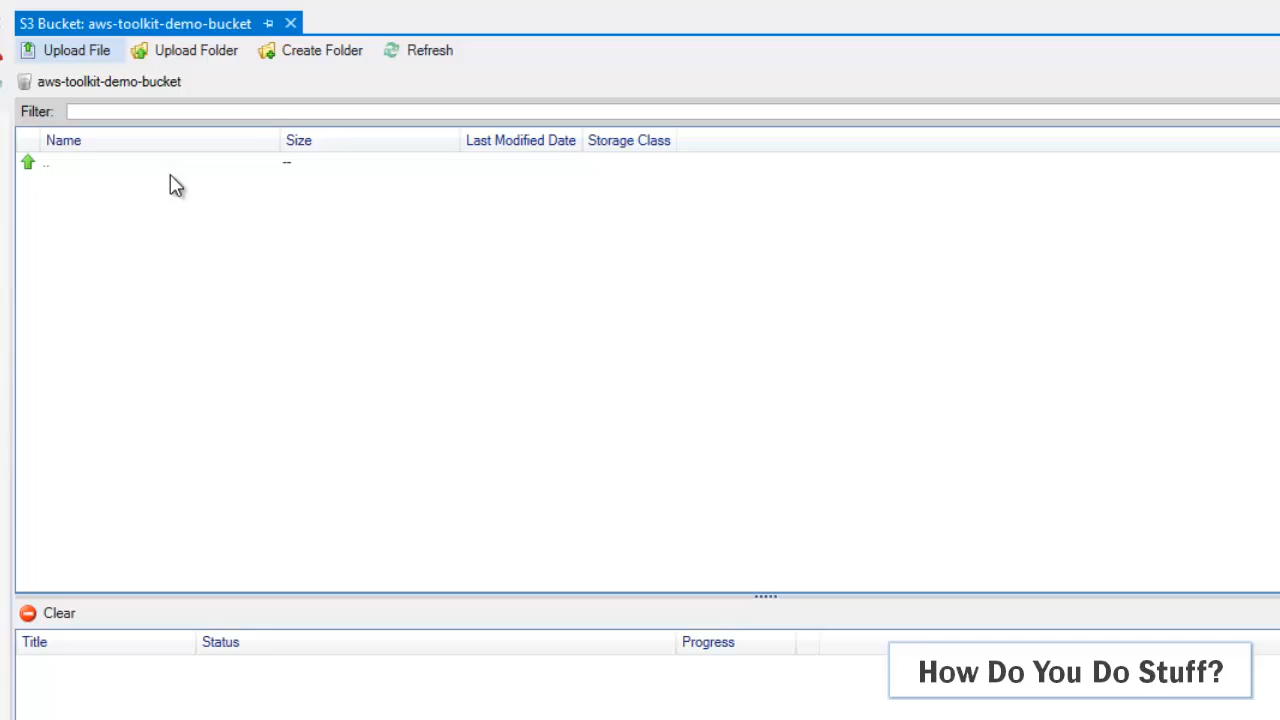 S3 Bucket: aws-toolkit-demo-bucket
Upload File Upload Folder Create Folder Refresh
aws-toolkit-demo-bucket
Filter:
Name Size Last Modified Date Storage Class
.. --
Clear
Title Status Progress
How Do You Do Stuff?